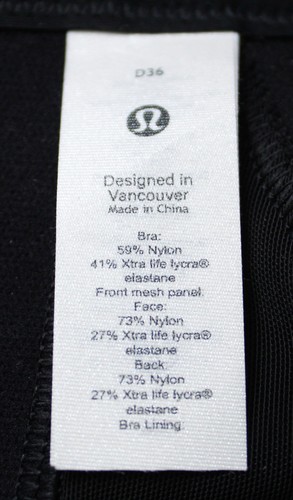 D36
Designed in
Vancouver
Made in China
Bra:
59% Nylon
41% Xtra life lycra®
elastane
Front mesh panel:
Face:
73% Nylon
27% Xtra life lycra®
elastane
Back:
73% Nylon
27% Xtra life lycra®
elastane
Bra Lining: